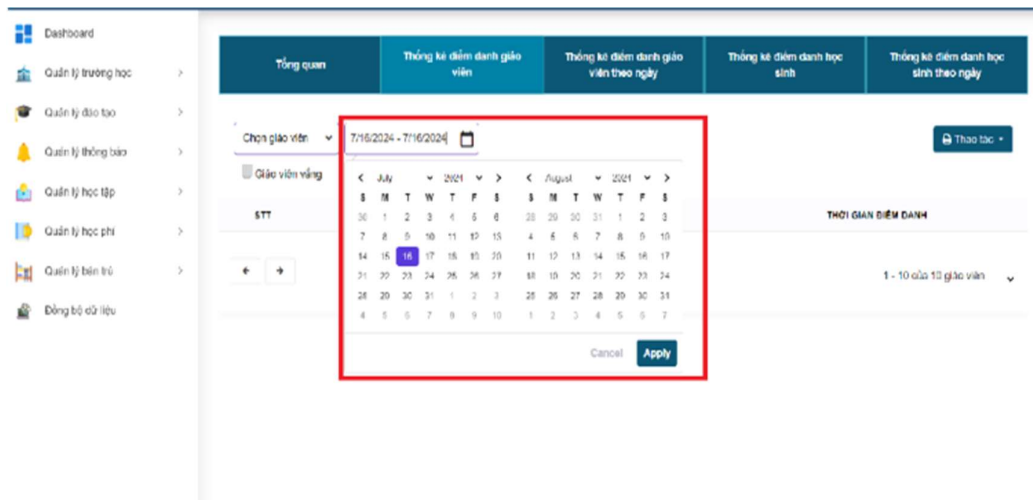 Dashboard
Quản lý trường học
Quản lý đào tạo
Quản lý thông báo
Quản lý học tập
Quản lý học phí
Quản lý bán trú
Đồng bộ dữ liệu
Tổng quan
Thống kê điểm danh giáo
viên
Thống kê điểm danh giáo
viên theo ngày
Thống kê điểm danh học
sinh
Thống kê điểm danh học
sinh theo ngày
Chọn giáo viên
7/16/2024 - 7/16/2024
Thao tác
Giáo viên vắng
STT
THỜI GIAN ĐIỂM DANH
July 2024
S M T W T F S
30 1 2 3 4 5 6
7 8 9 10 11 12 13
14 15 16 17 18 19 20
21 22 23 24 25 26 27
28 29 30 31 1 2 3
4 5 6 7 8 9 10
August 2024
S M T W T F S
28 29 30 31 1 2 3
4 5 6 7 8 9 10
11 12 13 14 15 16 17
18 19 20 21 22 23 24
25 26 27 28 29 30 31
1 2 3 4 5 6 7
Cancel
Apply
1 - 10 của 10 giáo viên